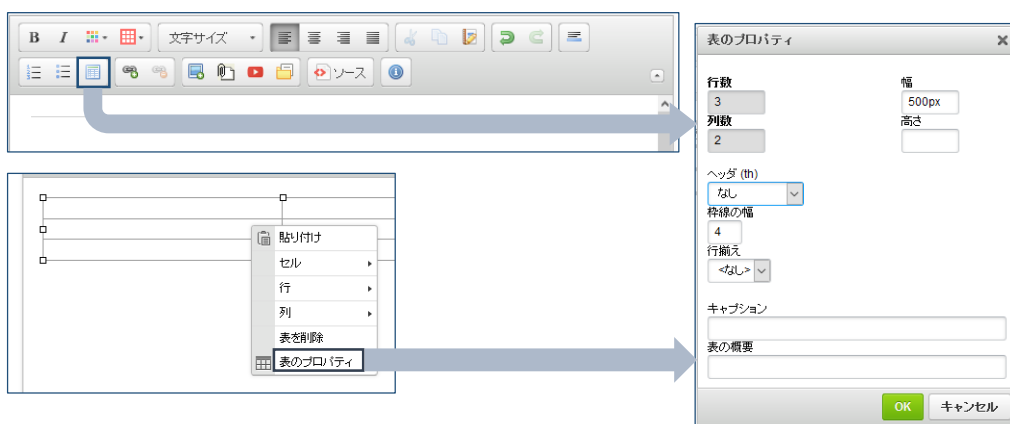 B I 文字サイズ
ソース
貼り付け
セル
行
列
表を削除
表のプロパティ
表のプロパティ
行数 幅
3 500px
列数 高さ
2
ヘッダ (th)
なし
枠線の幅
4
行揃え
<なし>
キャプション
表の概要
OK キャンセル